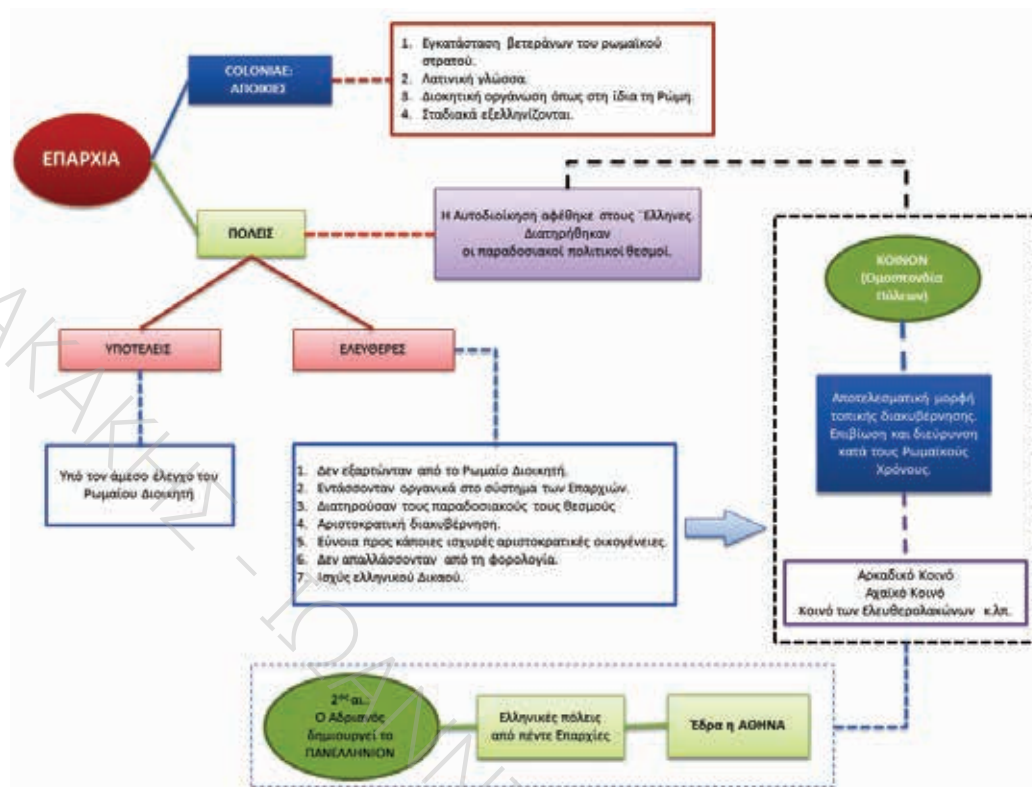 COLONIAE:
ΑΠΟΙΚΙΕΣ
1. Εγκατάσταση βετεράνων του ρωμαϊκού
στρατού.
2. Λατινική γλώσσα.
3. Διοικητική οργάνωση όπως στη ίδια τη Ρώμη.
4. Σταδιακά εξελληνίζονται.
ΕΠΑΡΧΙΑ
ΠΟΛΕΙΣ
Η Αυτοδιοίκηση αφέθηκε στους Έλληνες.
Διατηρήθηκαν
οι παραδοσιακοί πολιτικοί θεσμοί.
ΚΟΙΝΟΝ
(Ομοσπονδία
Πόλεων)
ΥΠΟΤΕΛΕΙΣ
ΕΛΕΥΘΕΡΕΣ
Αποτελεσματική μορφή
τοπικής διακυβέρνησης.
Επιβίωση και διεύρυνση
κατά τους Ρωμαϊκούς
Χρόνους.
Υπό τον άμεσο έλεγχο του
Ρωμαίου Διοικητή
1. Δεν εξαρτώνταν από το Ρωμαίο Διοικητή.
2. Εντάσσονταν οργανικά στο σύστημα των Επαρχιών.
3. Διατηρούσαν τους παραδοσιακούς τους θεσμούς
4. Αριστοκρατική διακυβέρνηση.
5. Εύνοια προς κάποιες ισχυρές αριστοκρατικές οικογένειες.
6. Δεν απαλλάσσονταν από τη φορολογία.
7. Ισχύς ελληνικού Δικαού.
Αρκαδικό Κοινό
Αχαϊκό Κοινό
Κοινό των Ελευθερολακώνων κ.λπ.
2ος αι.:
Ο Αδριανός
δημιουργεί το
ΠΑΝΕΛΛΗΝΙΟΝ
Ελληνικές πόλεις
από πέντε Επαρχίες
Έδρα η ΑΘΗΝΑ